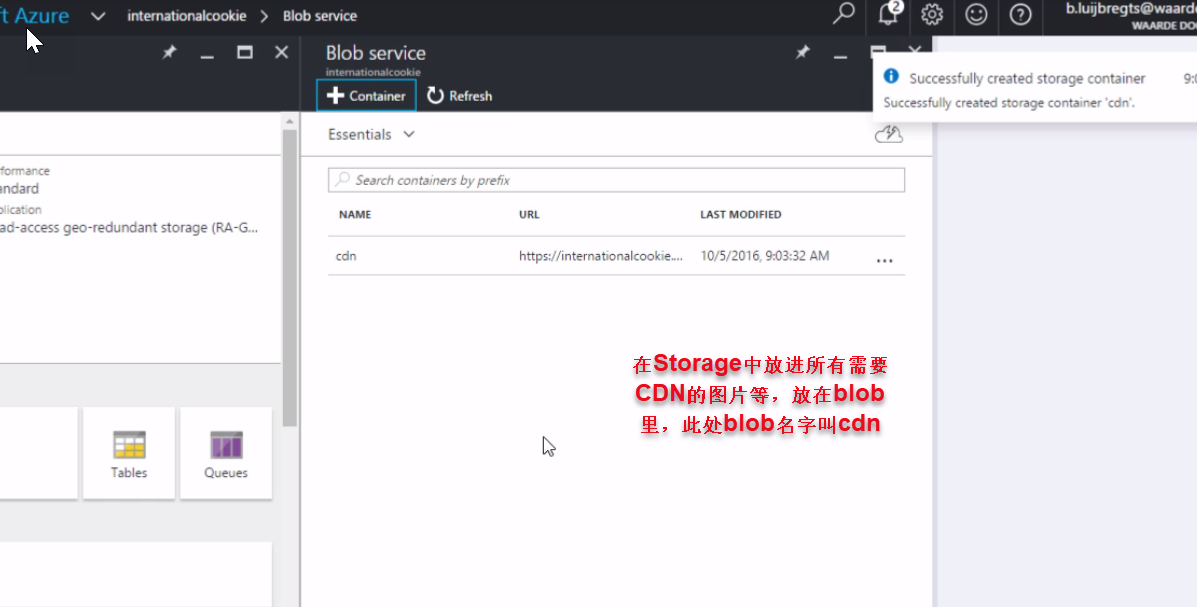 ft Azure internationalcookie Blob service
2
b.luijbregts@waarde
WAARDE DO
Blob service
internationalcookie
Container Refresh
Successfully created storage container 9:0
Successfully created storage container 'cdn'.
Essentials
formance
andard
plication
ad-access geo-redundant storage (RA-G...
Search containers by prefix
NAME URL LAST MODIFIED
cdn https://internationalcookie.... 10/5/2016, 9:03:32 AM ...
在Storage中放进所有需要
CDN的图片等，放在blob
里，此处blob名字叫cdn
Tables Queues